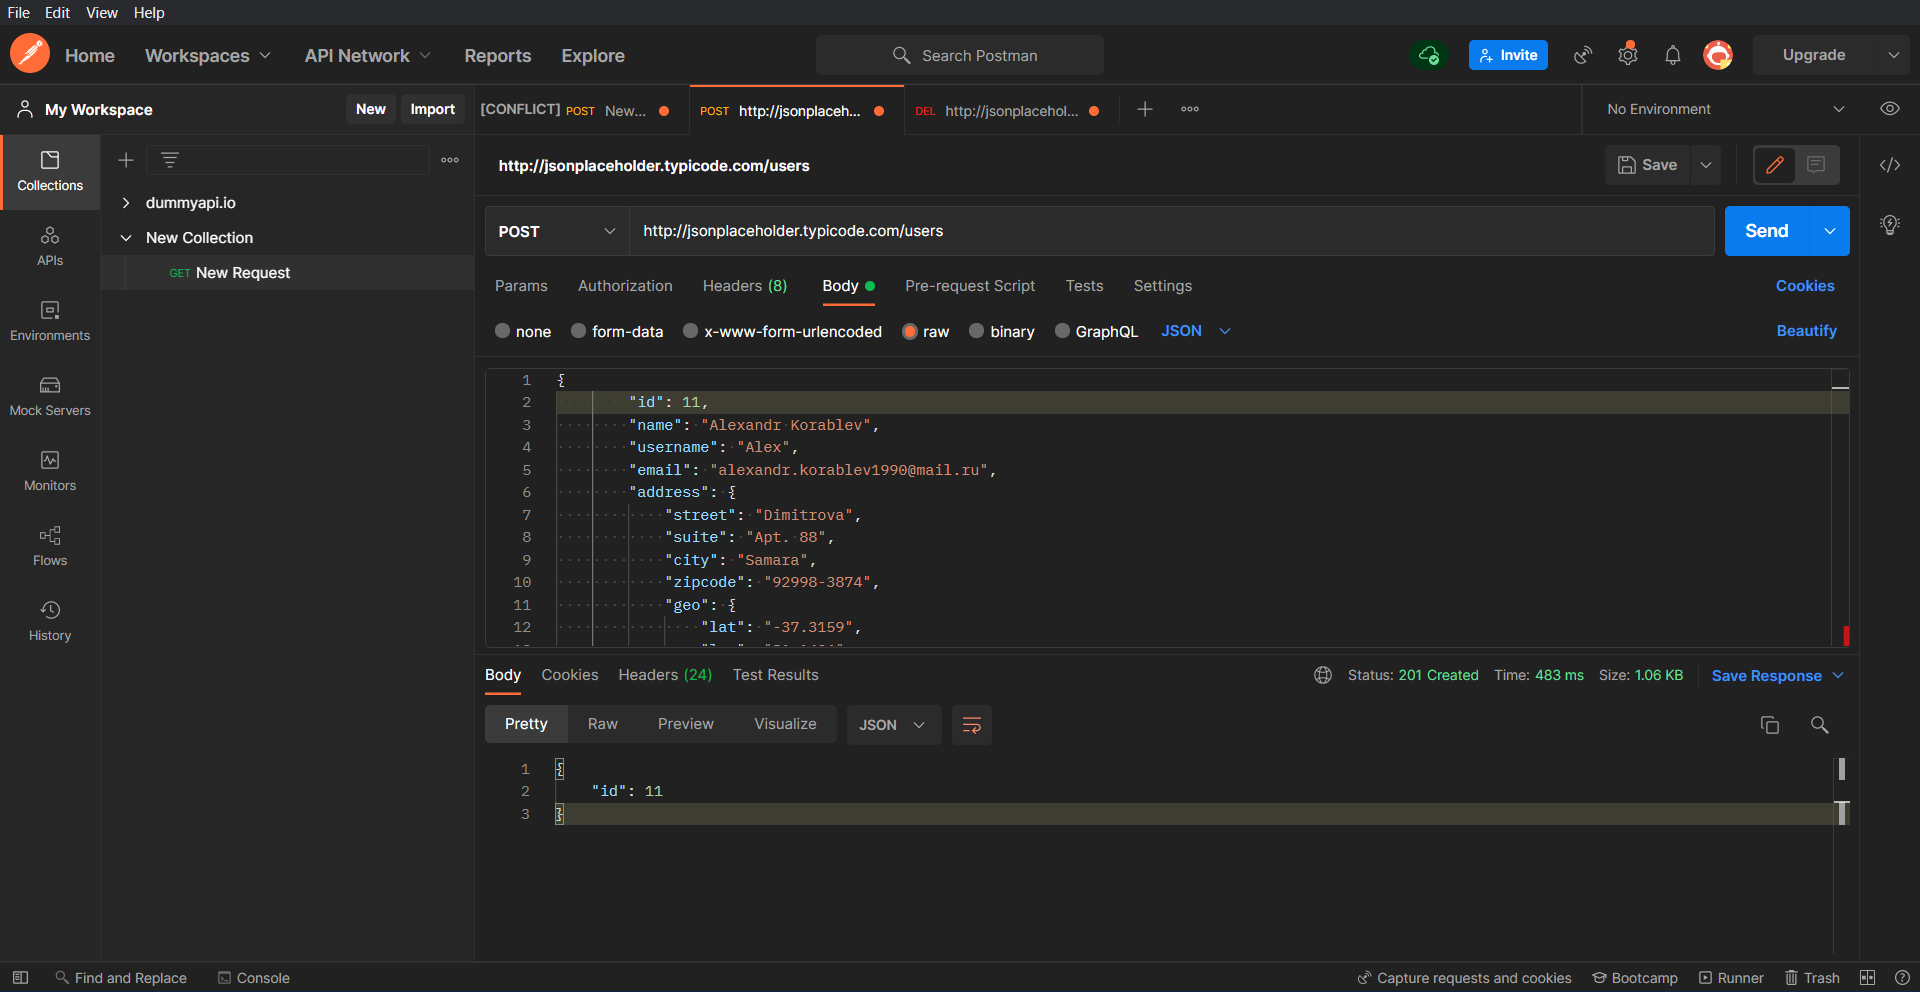 File Edit View Help
Home Workspaces API Network Reports Explore Search Postman Invite Upgrade
My Workspace New Import [CONFLICT] POST New... POST http://jsonplaceh... DEL http://jsonplacehol... No Environment
Collections
APIs
Environments
Mock Servers
Monitors
Flows
History
dummyapi.io
New Collection
GET New Request
http://jsonplaceholder.typicode.com/users Save
POST http://jsonplaceholder.typicode.com/users Send
Params Authorization Headers (8) Body Pre-request Script Tests Settings Cookies
none form-data x-www-form-urlencoded raw binary GraphQL JSON Beautify
1 {
2 "id": 11,
3 "name": "Alexandr Korablev",
4 "username": "Alex",
5 "email": "alexandr.korablev1990@mail.ru",
6 "address": {
7 "street": "Dimitrova",
8 "suite": "Apt. 88",
9 "city": "Samara",
10 "zipcode": "92998-3874",
11 "geo": {
12 "lat": "-37.3159",
Body Cookies Headers (24) Test Results Status: 201 Created Time: 483 ms Size: 1.06 KB Save Response
Pretty Raw Preview Visualize JSON
1 {
2 "id": 11
3 }
Find and Replace Console Capture requests and cookies Bootcamp Runner Trash